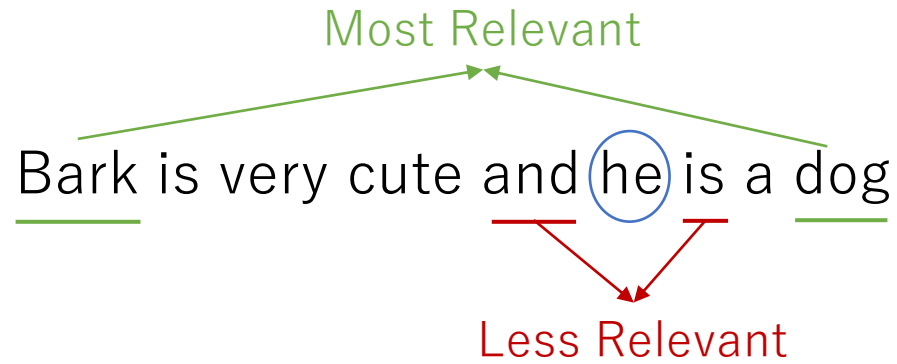 Most Relevant
Bark is very cute and he is a dog
Less Relevant